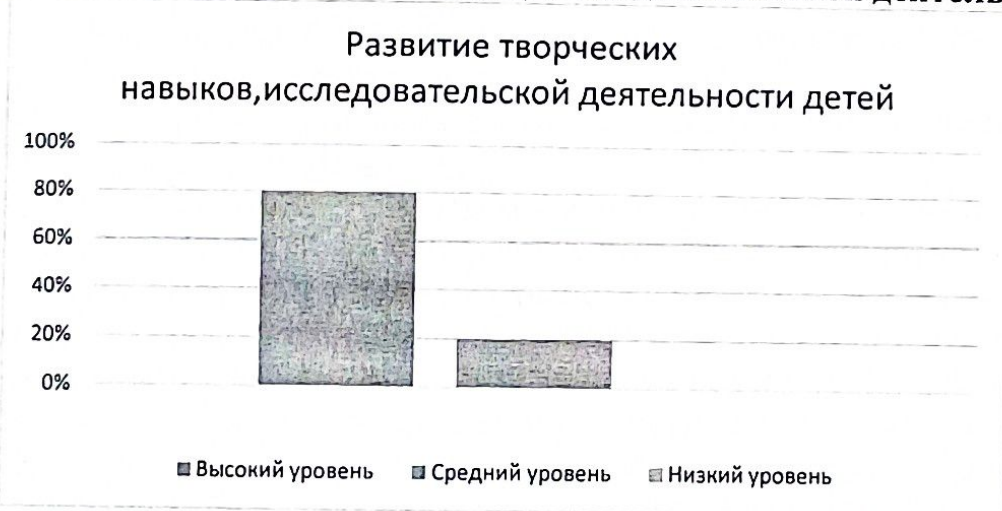 Развитие творческих
навыков,исследовательской деятельности детей
100%
80%
60%
40%
20%
0%
Высокий уровень Средний уровень Низкий уровень